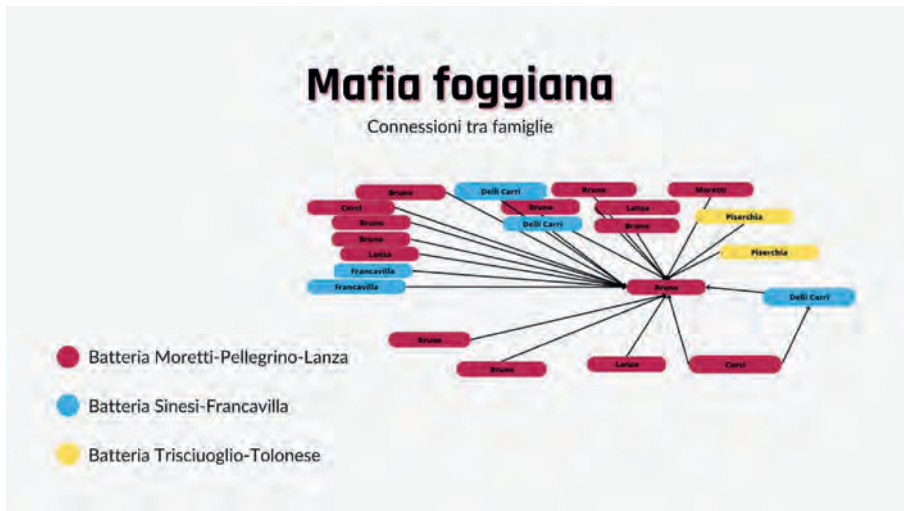 Mafia foggiana
Connessioni tra famiglie
Bruno
Delli Carri
Bruno
Moretti
Corsi
Bruno
Lanza
Piserchia
Bruno
Delli Carri
Bruno
Bruno
Lanza
Piserchia
Francavilla
Francavilla
Bruno
Delli Carri
Bruno
Bruno
Lanza
Corsi
Batteria Moretti-Pellegrino-Lanza
Batteria Sinesi-Francavilla
Batteria Trisciuoglio-Tolonese